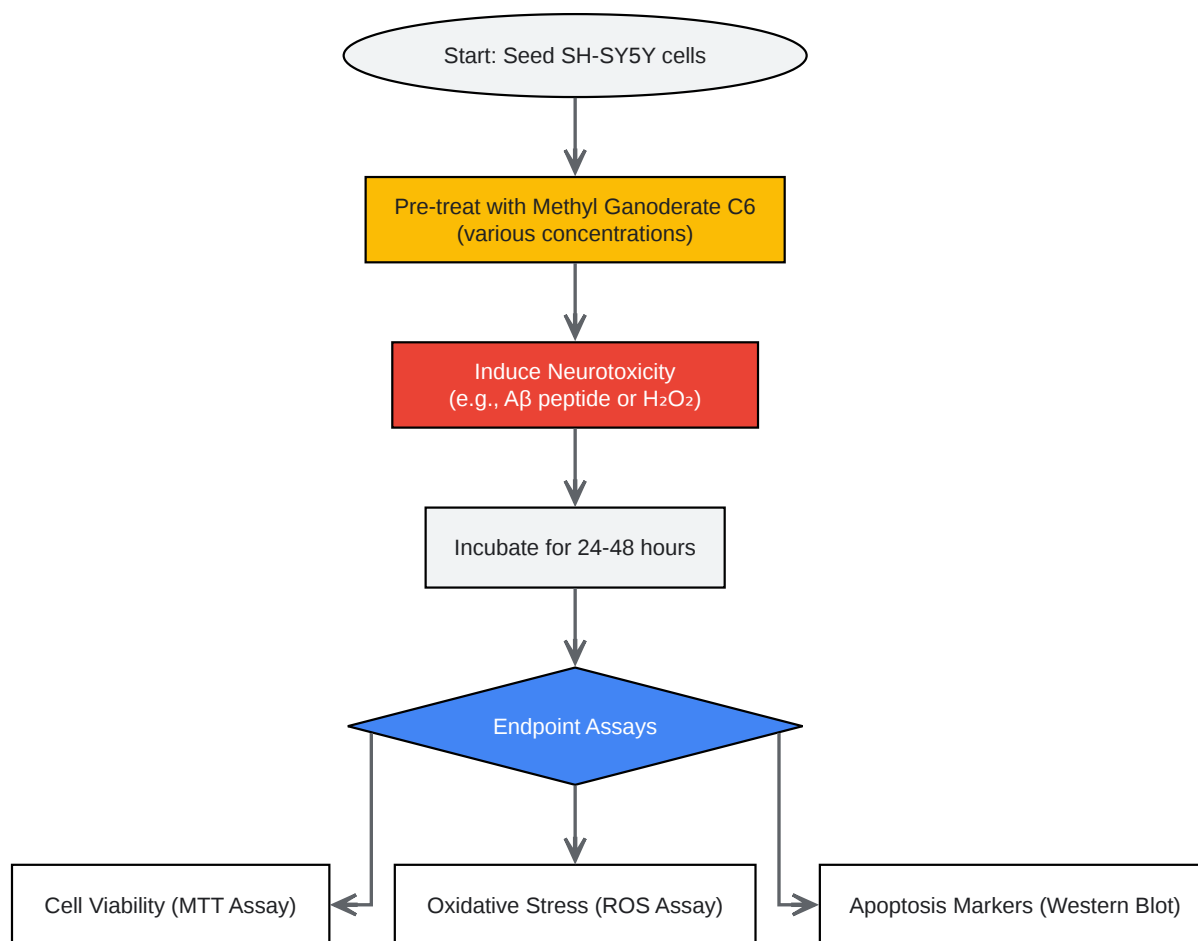 Start: Seed SH-SY5Y cells
Pre-treat with Methyl Ganoderate C6
(various concentrations)
Induce Neurotoxicity
(e.g., Aβ peptide or H₂O₂)
Incubate for 24-48 hours
Endpoint Assays
Cell Viability (MTT Assay)
Oxidative Stress (ROS Assay)
Apoptosis Markers (Western Blot)